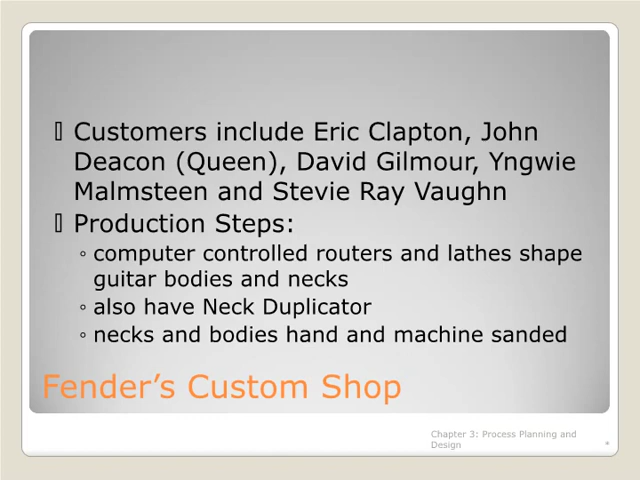 ▯ Customers include Eric Clapton, John
Deacon (Queen), David Gilmour, Yngwie
Malmsteen and Stevie Ray Vaughn
▯ Production Steps:
◦ computer controlled routers and lathes shape
guitar bodies and necks
◦ also have Neck Duplicator
◦ necks and bodies hand and machine sanded
Fender’s Custom Shop
Chapter 3: Process Planning and
Design
*